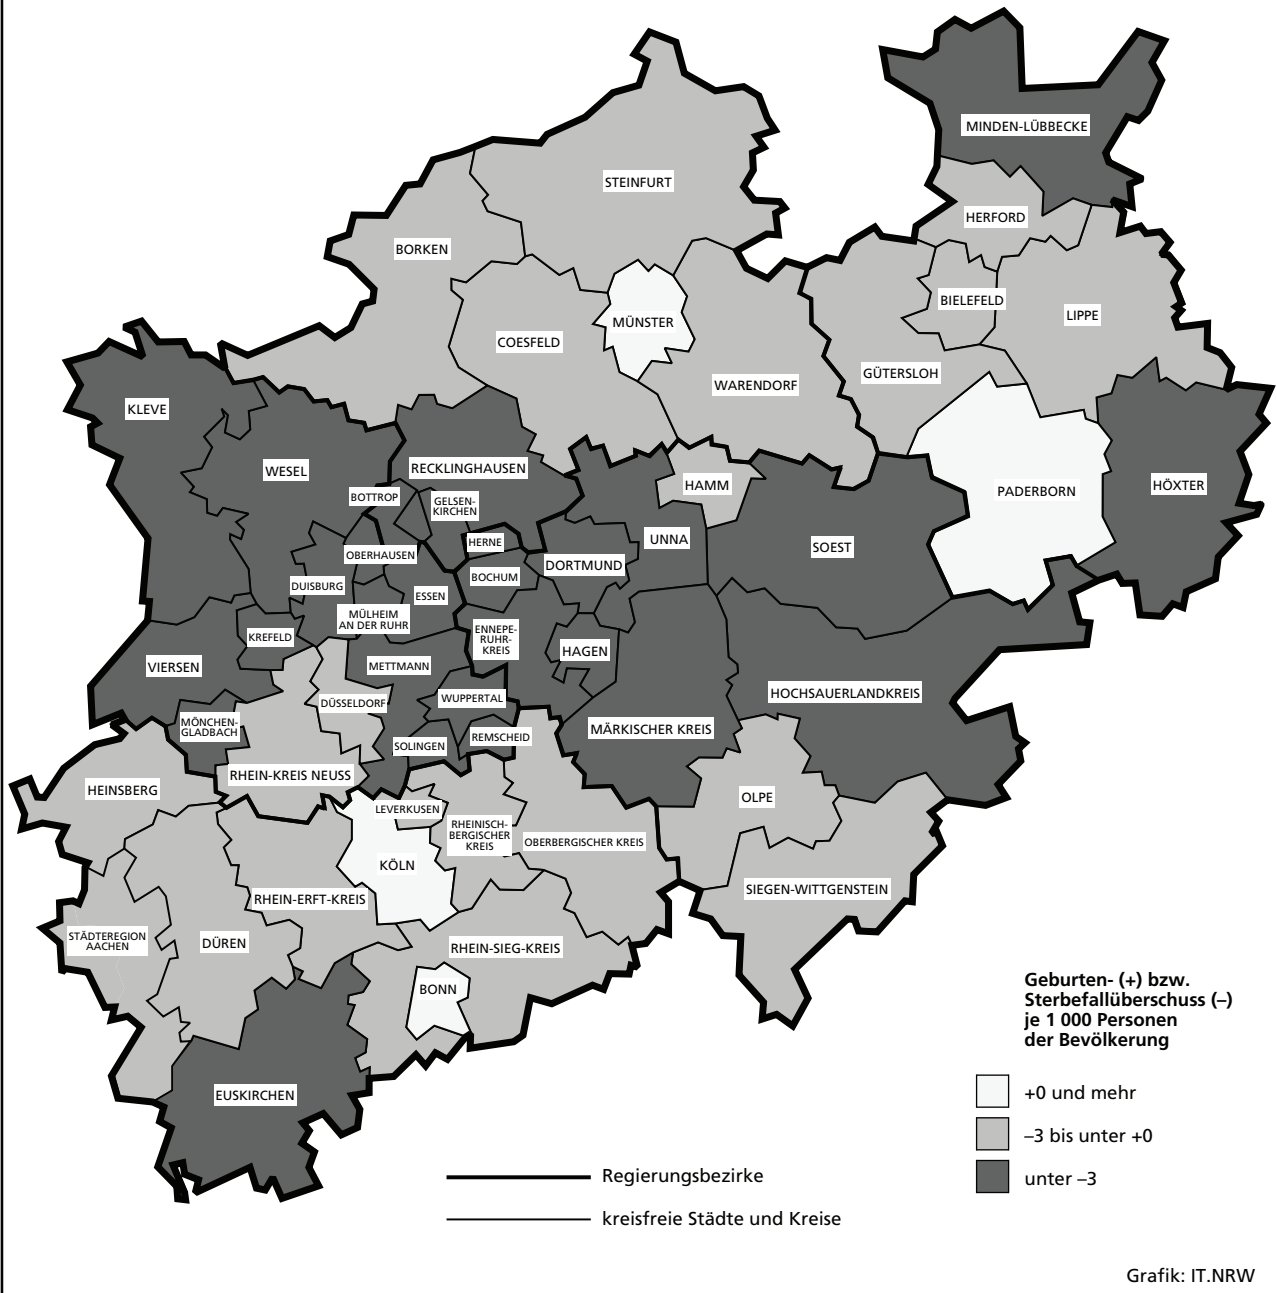 MINDEN-LÜBBECKE
STEINFURT
HERFORD
BORKEN
BIELEFELD
LIPPE
MÜNSTER
COESFELD
GÜTERSLOH
WARENDORF
KLEVE
RECKLINGHAUSEN
WESEL
HAMM
HÖXTER
PADERBORN
BOTTROP
GELSEN-
KIRCHEN
UNNA
HERNE
SOEST
OBERHAUSEN
DORTMUND
BOCHUM
DUISBURG
ESSEN
MÜLHEIM
AN DER RUHR
KREFELD
ENNEPE-
RUHR-
KREIS
HAGEN
VIERSEN
METTMANN
HOCHSAUERLANDKREIS
WUPPERTAL
DÜSSELDORF
MÖNCHEN-
GLADBACH
MÄRKISCHER KREIS
REMSCHEID
SOLINGEN
RHEIN-KREIS NEUSS
HEINSBERG
OLPE
LEVERKUSEN
RHEINISCH-
BERGISCHER
KREIS
OBERBERGISCHER KREIS
KÖLN
SIEGEN-WITTGENSTEIN
RHEIN-ERFT-KREIS
STÄDTEREGION
AACHEN
DÜREN
RHEIN-SIEG-KREIS
BONN
EUSKIRCHEN
Geburten- (+) bzw.
Sterbefallüberschuss (–)
je 1 000 Personen
der Bevölkerung
+0 und mehr
–3 bis unter +0
unter –3
Regierungsbezirke
kreisfreie Städte und Kreise
Grafik: IT.NRW